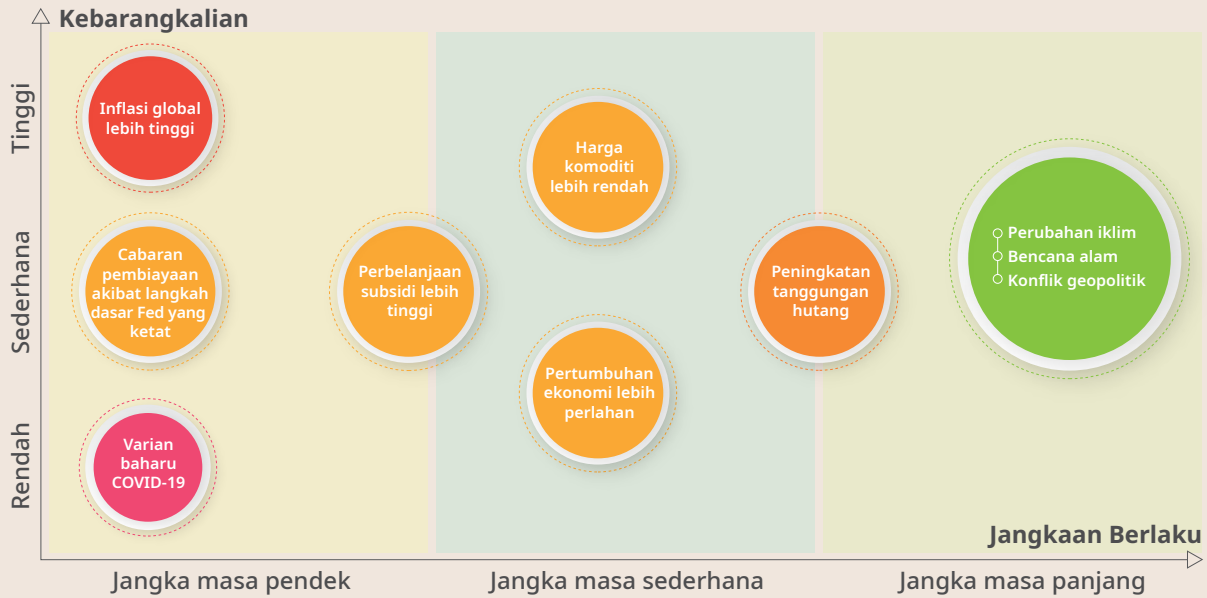 Kebarangkalian
Tinggi
Sederhana
Rendah
Inflasi global
lebih tinggi
Cabaran
pembiayaan
akibat langkah
dasar Fed yang
ketat
Varian
baharu
COVID-19
Perbelanjaan
subsidi lebih
tinggi
Harga
komoditi
lebih rendah
Pertumbuhan
ekonomi lebih
perlahan
Peningkatan
tanggungan
hutang
Perubahan iklim
Bencana alam
Konflik geopolitik
Jangkaan Berlaku
Jangka masa pendek
Jangka masa sederhana
Jangka masa panjang